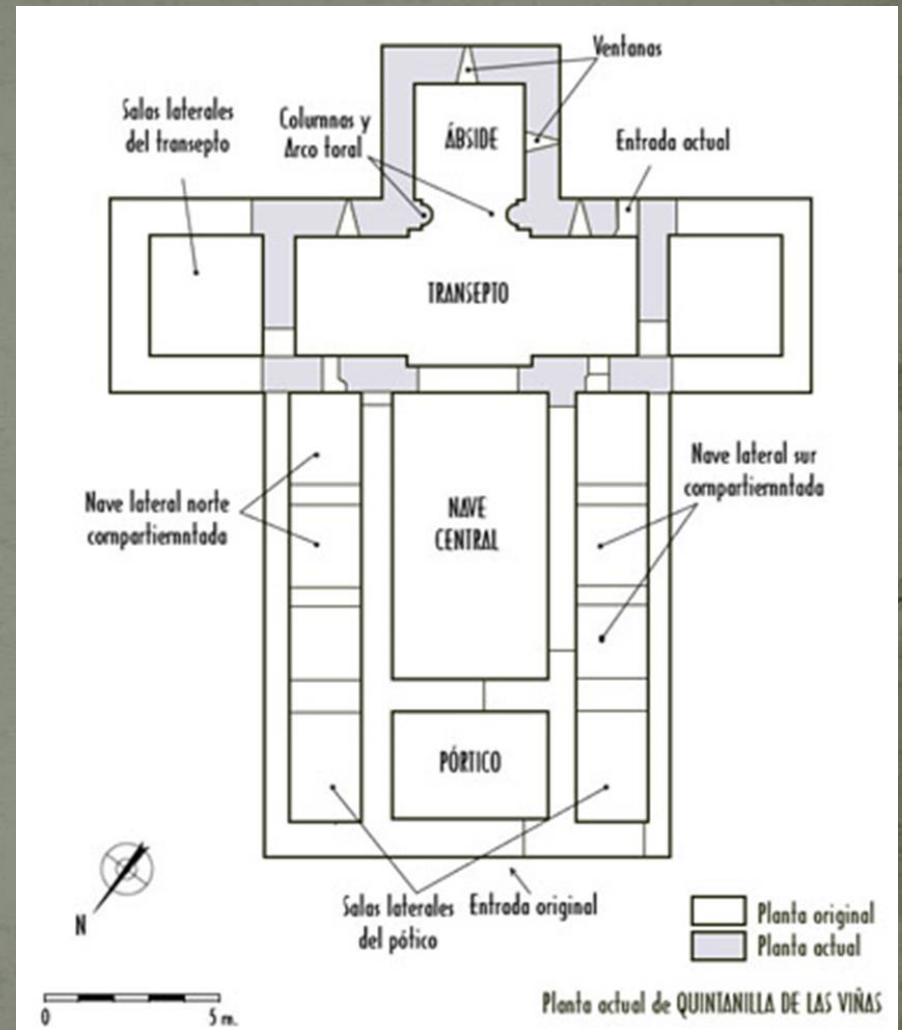 Ventanas
Salas laterales
del transepto
Columnas y
Arco toral
ÁBSIDE
Entrada actual
TRANSEPTO
Nave lateral norte
compartiernntada
NAVE
CENTRAL
Nave lateral sur
compartiernntada
PÓRTICO
N
Salas laterales
del pótico
Entrada original
Planta original
Planta actual
0 5 m.
Planta actual de QUINTANILLA DE LAS VIÑAS